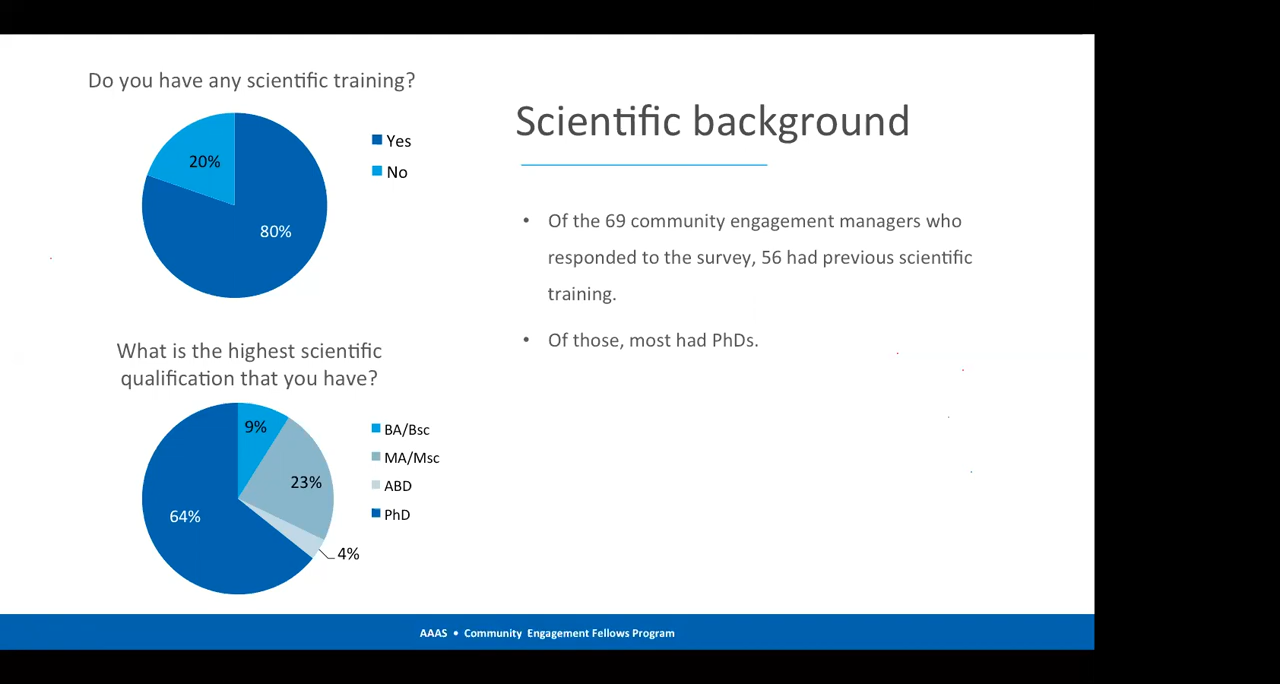 Do you have any scientific training?
20%
80%
Yes
No
Scientific background
• Of the 69 community engagement managers who
responded to the survey, 56 had previous scientific
training.
• Of those, most had PhDs.
What is the highest scientific
qualification that you have?
9%
23%
64%
4%
BA/Bsc
MA/Msc
ABD
PhD
AAAS • Community Engagement Fellows Program